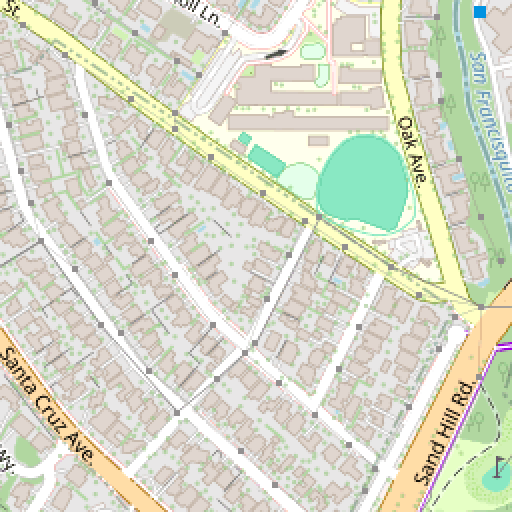 St.
Ln.
San Francisquito
Oak Ave.
Santa Cruz Ave.
Sand Hill Rd.